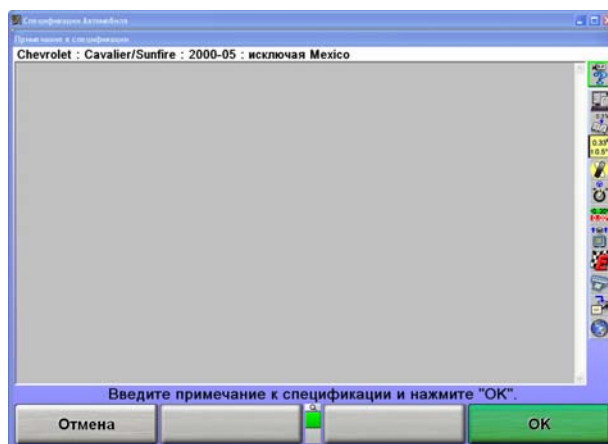 Спецификации Автомобиля
Примечание к спецификации
Chevrolet : Cavalier/Sunfire : 2000-05 : исключая Mexico
Введите примечание к спецификации и нажмите "OK".
Отмена
OK